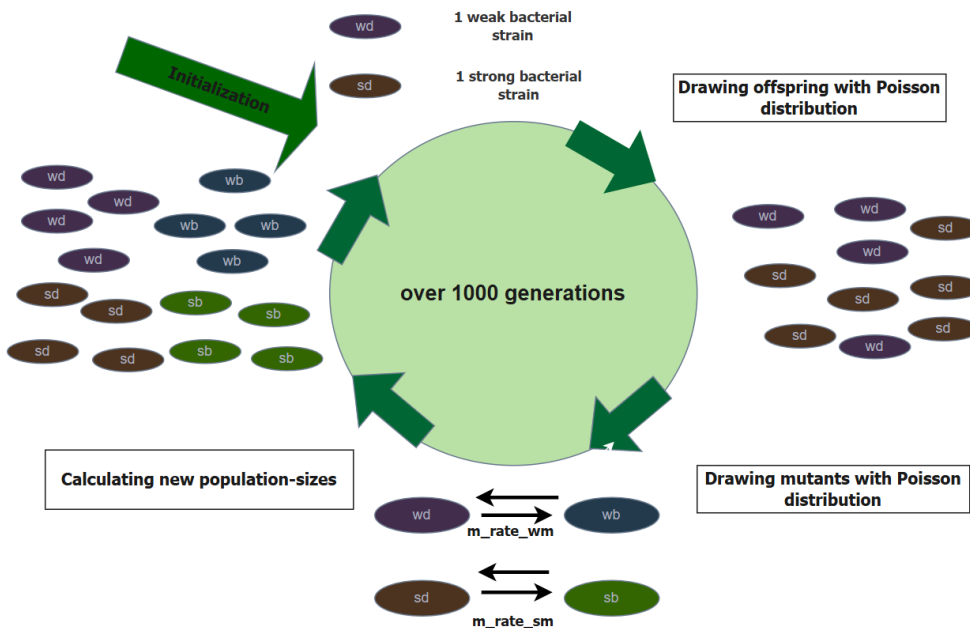 wd
1 weak bacterial
strain
sd
1 strong bacterial
strain
Initialization
Drawing offspring with Poisson
distribution
wd
wb
wd
wd
wb
wb
wd
wb
sd
sb
sd
sb
sd
sd
sb
sb
over 1000 generations
wd
wd
sd
wd
sd
sd
sd
sd
sd
wd
Calculating new population-sizes
Drawing mutants with Poisson
distribution
wd
wb
m_rate_wm
sd
sb
m_rate_sm